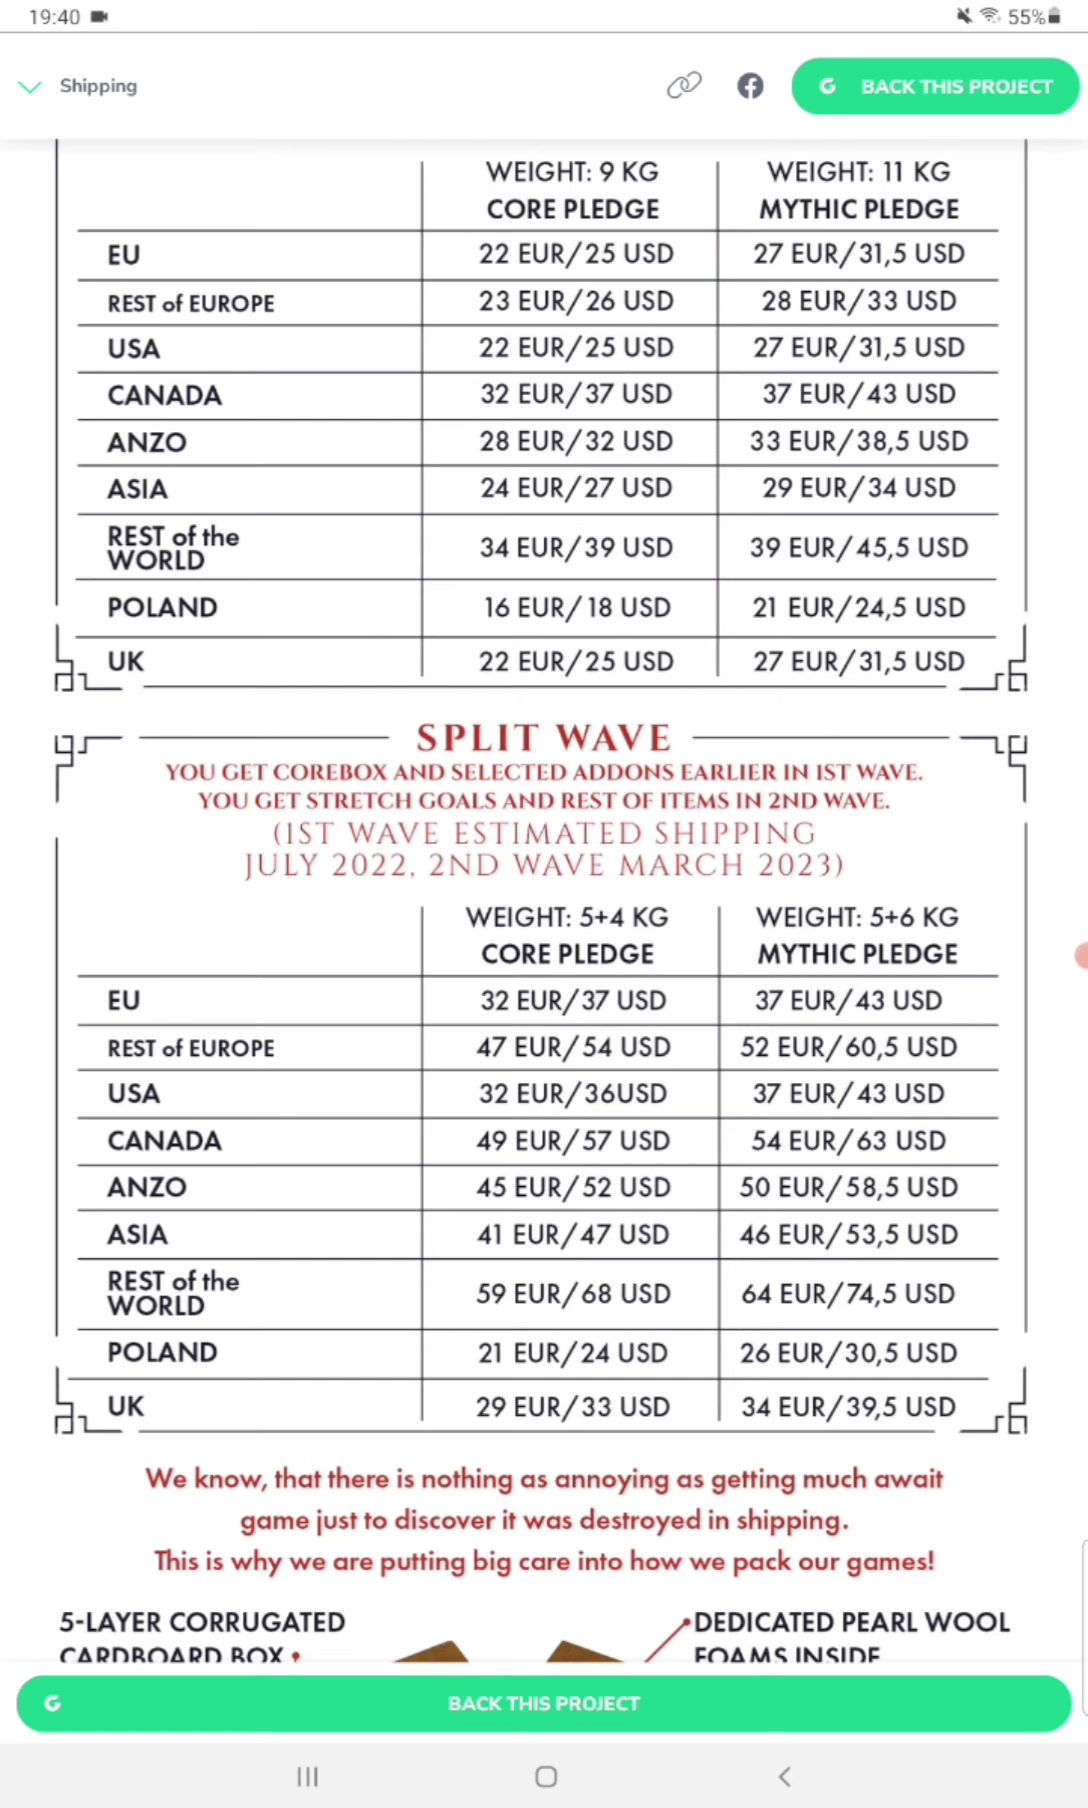 19:40 55%
Shipping BACK THIS PROJECT
WEIGHT: 9 KG WEIGHT: 11 KG
CORE PLEDGE MYTHIC PLEDGE
EU 22 EUR/25 USD 27 EUR/31,5 USD
REST of EUROPE 23 EUR/26 USD 28 EUR/33 USD
USA 22 EUR/25 USD 27 EUR/31,5 USD
CANADA 32 EUR/37 USD 37 EUR/43 USD
ANZO 28 EUR/32 USD 33 EUR/38,5 USD
ASIA 24 EUR/27 USD 29 EUR/34 USD
REST of the
WORLD 34 EUR/39 USD 39 EUR/45,5 USD
POLAND 16 EUR/18 USD 21 EUR/24,5 USD
UK 22 EUR/25 USD 27 EUR/31,5 USD
SPLIT WAVE
YOU GET COREBOX AND SELECTED ADDONS EARLIER IN 1ST WAVE.
YOU GET STRETCH GOALS AND REST OF ITEMS IN 2ND WAVE.
(1ST WAVE ESTIMATED SHIPPING
JULY 2022, 2ND WAVE MARCH 2023)
WEIGHT: 5+4 KG WEIGHT: 5+6 KG
CORE PLEDGE MYTHIC PLEDGE
EU 32 EUR/37 USD 37 EUR/43 USD
REST of EUROPE 47 EUR/54 USD 52 EUR/60,5 USD
USA 32 EUR/36USD 37 EUR/43 USD
CANADA 49 EUR/57 USD 54 EUR/63 USD
ANZO 45 EUR/52 USD 50 EUR/58,5 USD
ASIA 41 EUR/47 USD 46 EUR/53,5 USD
REST of the
WORLD 59 EUR/68 USD 64 EUR/74,5 USD
POLAND 21 EUR/24 USD 26 EUR/30,5 USD
UK 29 EUR/33 USD 34 EUR/39,5 USD
We know, that there is nothing as annoying as getting much await
game just to discover it was destroyed in shipping.
This is why we are putting big care into how we pack our games!
5-LAYER CORRUGATED DEDICATED PEARL WOOL
CARDBOARD BOX FOAMS INSIDE
BACK THIS PROJECT